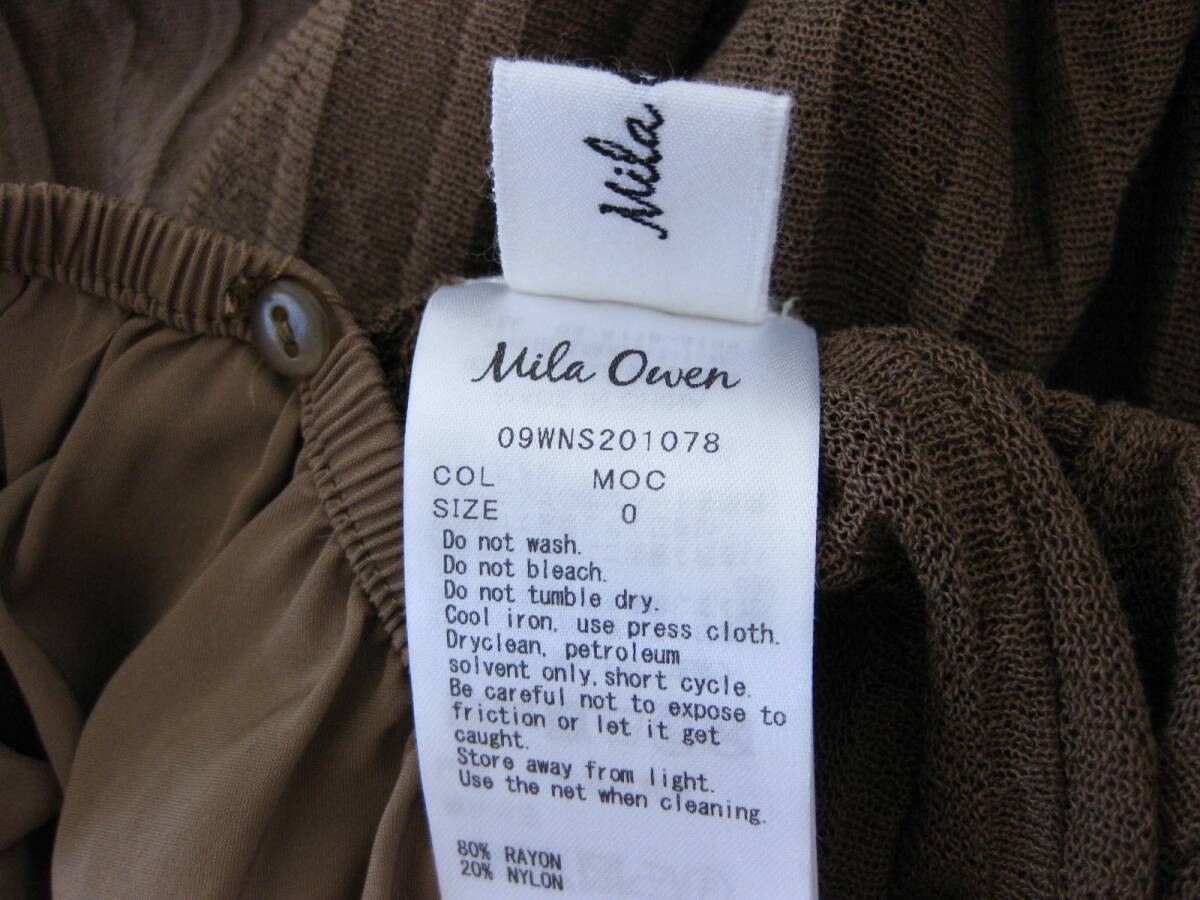 Mila
Mila Owen
09WNS201078
COL MOC
SIZE 0
Do not wash.
Do not bleach.
Do not tumble dry.
Cool iron, use press cloth.
Dryclean, petroleum
solvent only,short cycle.
Be careful not to expose to
friction or let it get
caught.
Store away from light.
Use the net when cleaning.
80% RAYON
20% NYLON